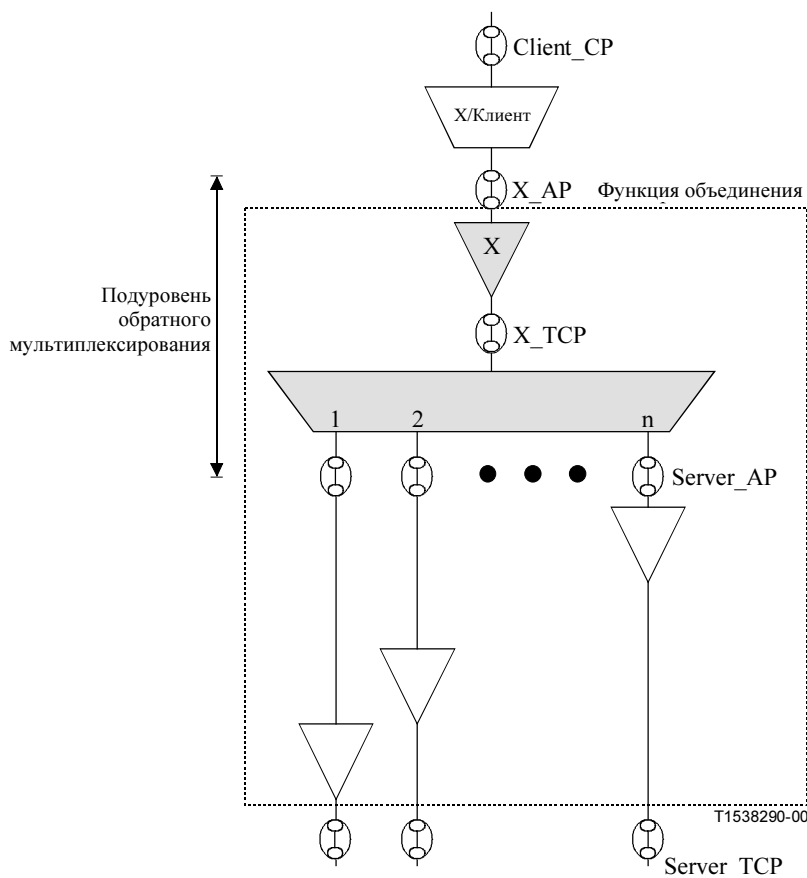 Client_CP
X/Клиент
X_AP
Функция объединения
X
Подуровень
обратного
мультиплексирования
X_TCP
1 2 n
Server_AP
T1538290-00
Server_TCP